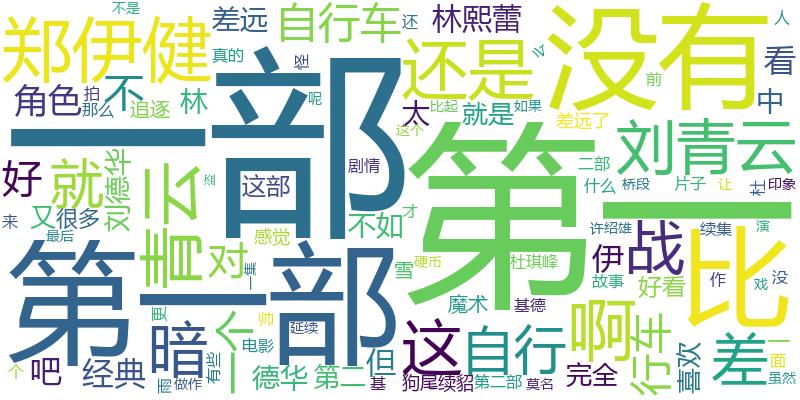 不是 差远 自行车 还 林熙蕾 没有 人
郑伊健 真的 怪 还是 么 前 看
角色 拍 那么 不 追逐 林 部 呢 太 比起 就是 如果 中
一 剧情 这个 差远了 刘青云
好 就 刘德华 青云 这部 第 二部 什么 桥段 片子 让 杜 印象
来 又 很多 不如 才 一 许绍雄 续集 演
最后 第一 对 感觉 一集 部 雪 硬币 杜琪峰 伊 战 比 作 戏 没
更 魔术 基德 故事 好看
个 暗 一个 帅 电影 延续 但 这 自行 啊 行车 喜欢 差 一 面
吧 经典 雨 做作 有些 德华 第二 基 狗尾续貂 第二部 莫名 完全 虽然